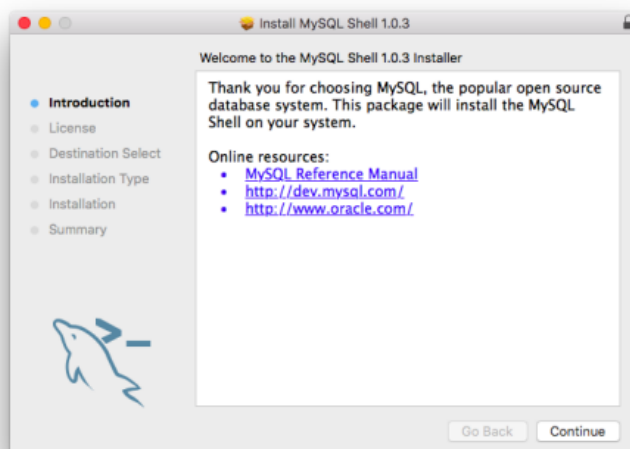 Install MySQL Shell 1.0.3
Welcome to the MySQL Shell 1.0.3 Installer
Introduction
License
Destination Select
Installation Type
Installation
Summary
Thank you for choosing MySQL, the popular open source
database system. This package will install the MySQL
Shell on your system.
Online resources:
• MySQL Reference Manual
• http://dev.mysql.com/
• http://www.oracle.com/
>_
Go Back
Continue